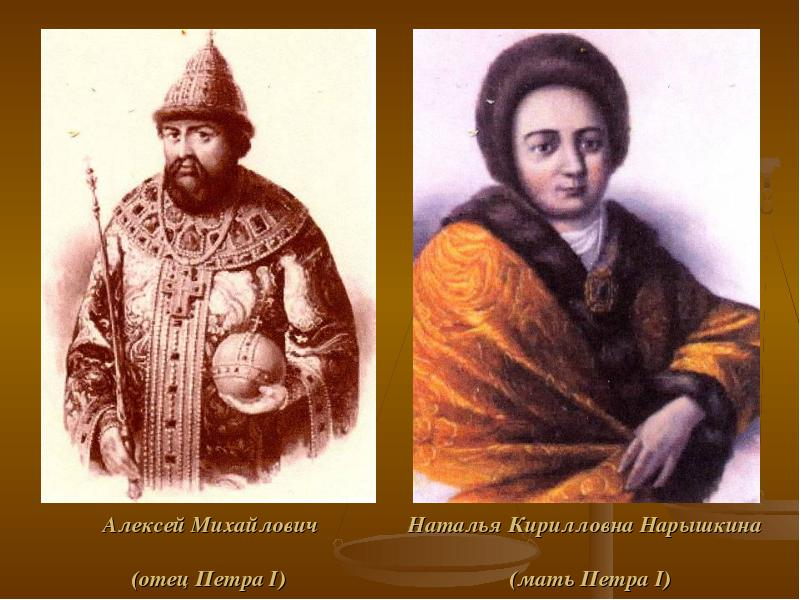 Алексей Михайлович
(отец Петра I)
Наталья Кирилловна Нарышкина
(мать Петра I)